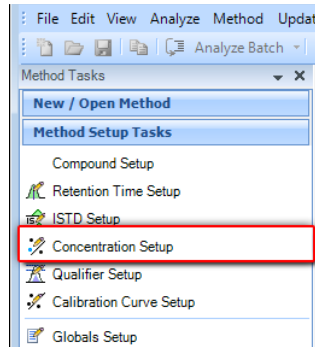 File Edit View Analyze Method Updat
Analyze Batch
Method Tasks
New / Open Method
Method Setup Tasks
Compound Setup
Retention Time Setup
ISTD Setup
Concentration Setup
Qualifier Setup
Calibration Curve Setup
Globals Setup